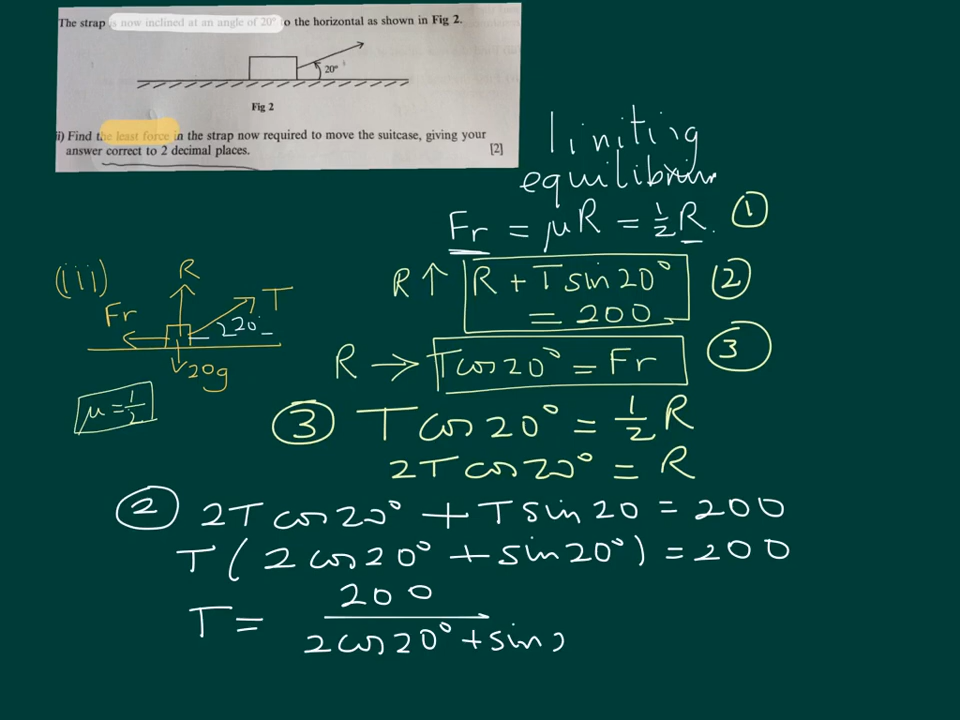 The strap is now inclined at an angle of 20° to the horizontal as shown in Fig 2.
20°
Fig 2
i) Find the least force in the strap now required to move the suitcase, giving your
answer correct to 2 decimal places. [2]
limiting
equilibrium
Fr = μR = 1/2 R. ①
(iii)
R
Fr
T
20°
20g
μ = 1/2
R ↑ R + T sin 20° ②
= 200
R → T cos 20° = Fr ③
③ T cos 20° = 1/2 R
2T cos 20° = R
② 2T cos 20° + T sin 20 = 200
T ( 2 cos 20° + sin 20° ) = 200
T = 200
2 cos 20° + sin 2